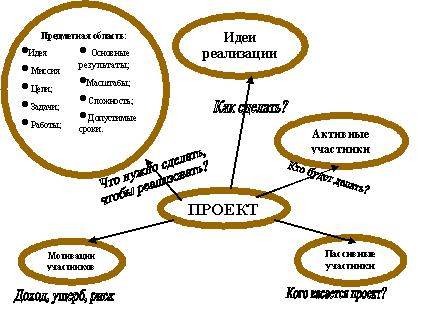 Предметная область:
●Идея
● Миссия
● Цели;
● Задачи;
● Работы;
● Основные
результаты;
●Масштабы;
● Сложность;
●Допустимые
сроки.
Идеи
реализации
Как сделать?
Активные
участники
Кто будут делать?
Что нужно сделать,
чтобы реализовать?
ПРОЕКТ
Мотивации
участников
Доход, ущерб, риск
Пассивные
участники
Кого касается проект?